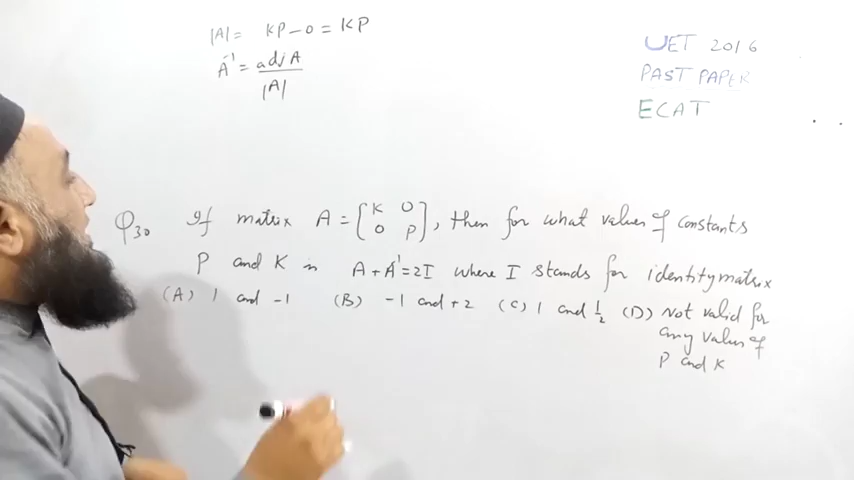 |A| = KP - 0 = KP
A⁻¹ = adj A / |A|
UET 2016
PAST PAPER
ECAT
Q30 If matrix A = [K 0; 0 P], then for what values of constants
P and K in A + A⁻¹ = 2I where I stands for identity matrix
(A) 1 and -1 (B) -1 and +2 (C) 1 and 1/2 (D) Not valid for
any value of
P and K